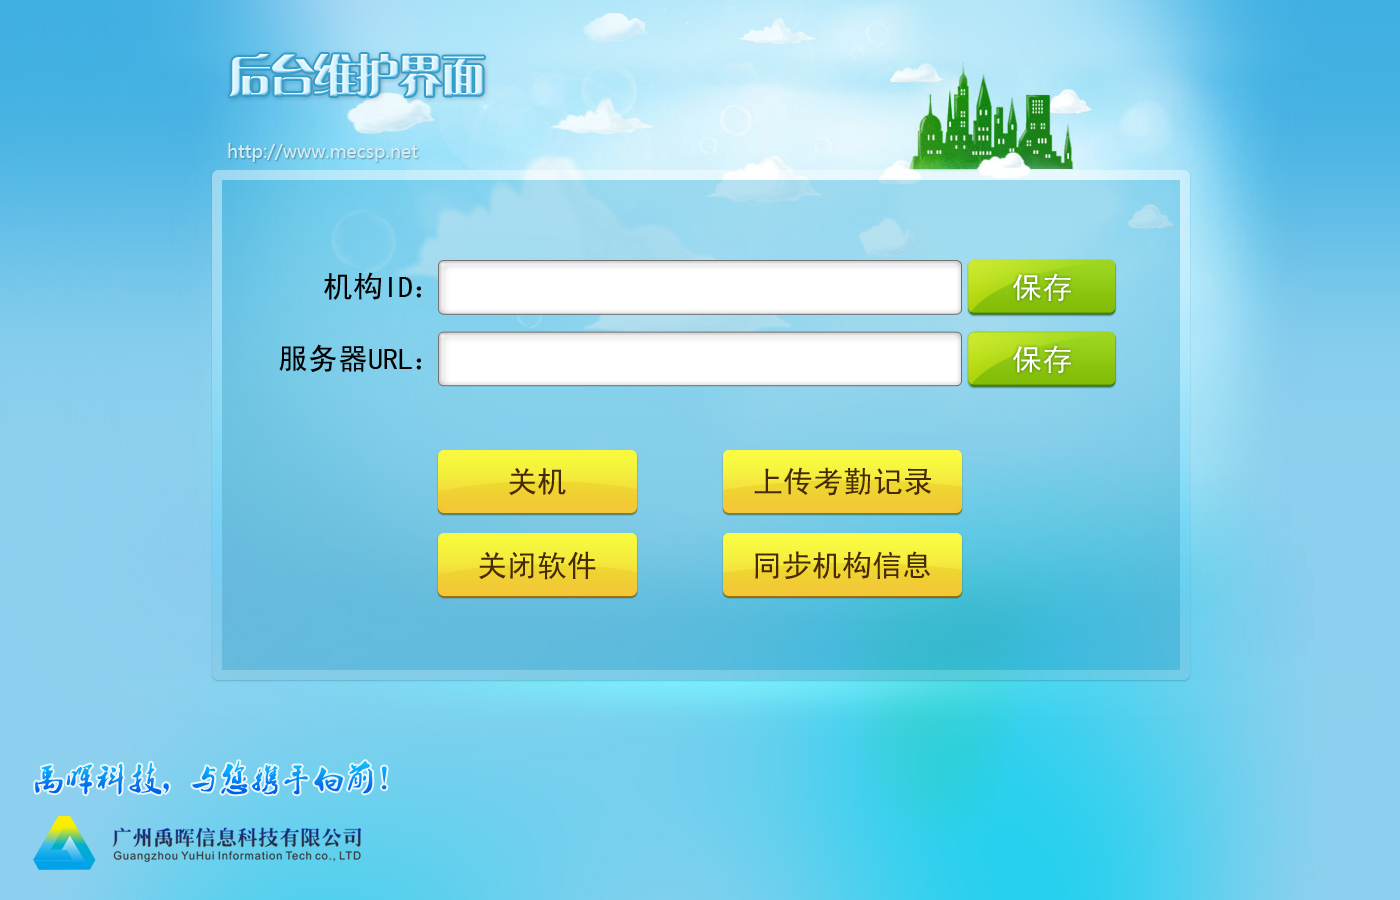 后台维护界面
http://www.mecsp.net
机构ID：
保存
服务器URL：
保存
关机
上传考勤记录
关闭软件
同步机构信息
禹晖科技，与您携手向前！
广州禹晖信息科技有限公司
Guangzhou YuHui Information Tech co., LTD